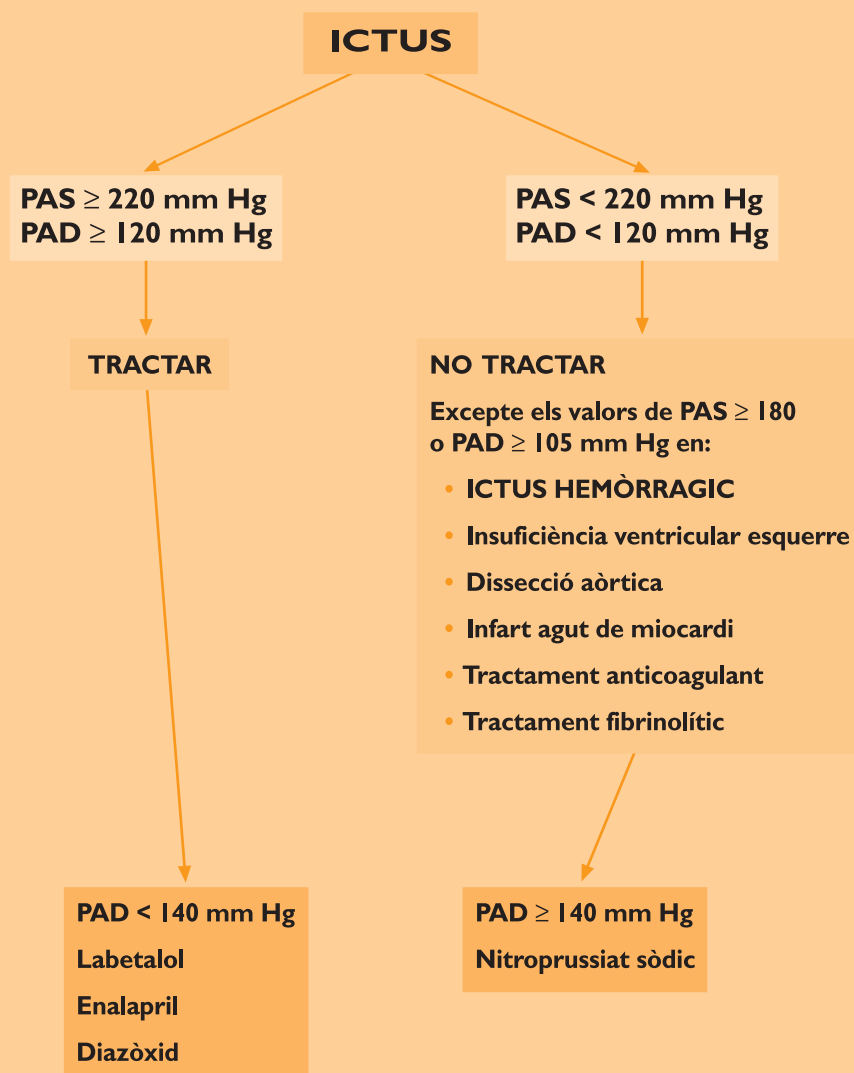 ICTUS
PAS ≥ 220 mm Hg
PAD ≥ 120 mm Hg
PAS < 220 mm Hg
PAD < 120 mm Hg
TRACTAR
NO TRACTAR
Excepte els valors de PAS ≥ 180
o PAD ≥ 105 mm Hg en:
• ICTUS HEMÒRRAGIC
• Insuficiència ventricular esquerre
• Dissecció aòrtica
• Infart agut de miocardi
• Tractament anticoagulant
• Tractament fibrinolític
PAD < 140 mm Hg
Labetalol
Enalapril
Diazòxid
PAD ≥ 140 mm Hg
Nitroprussiat sòdic